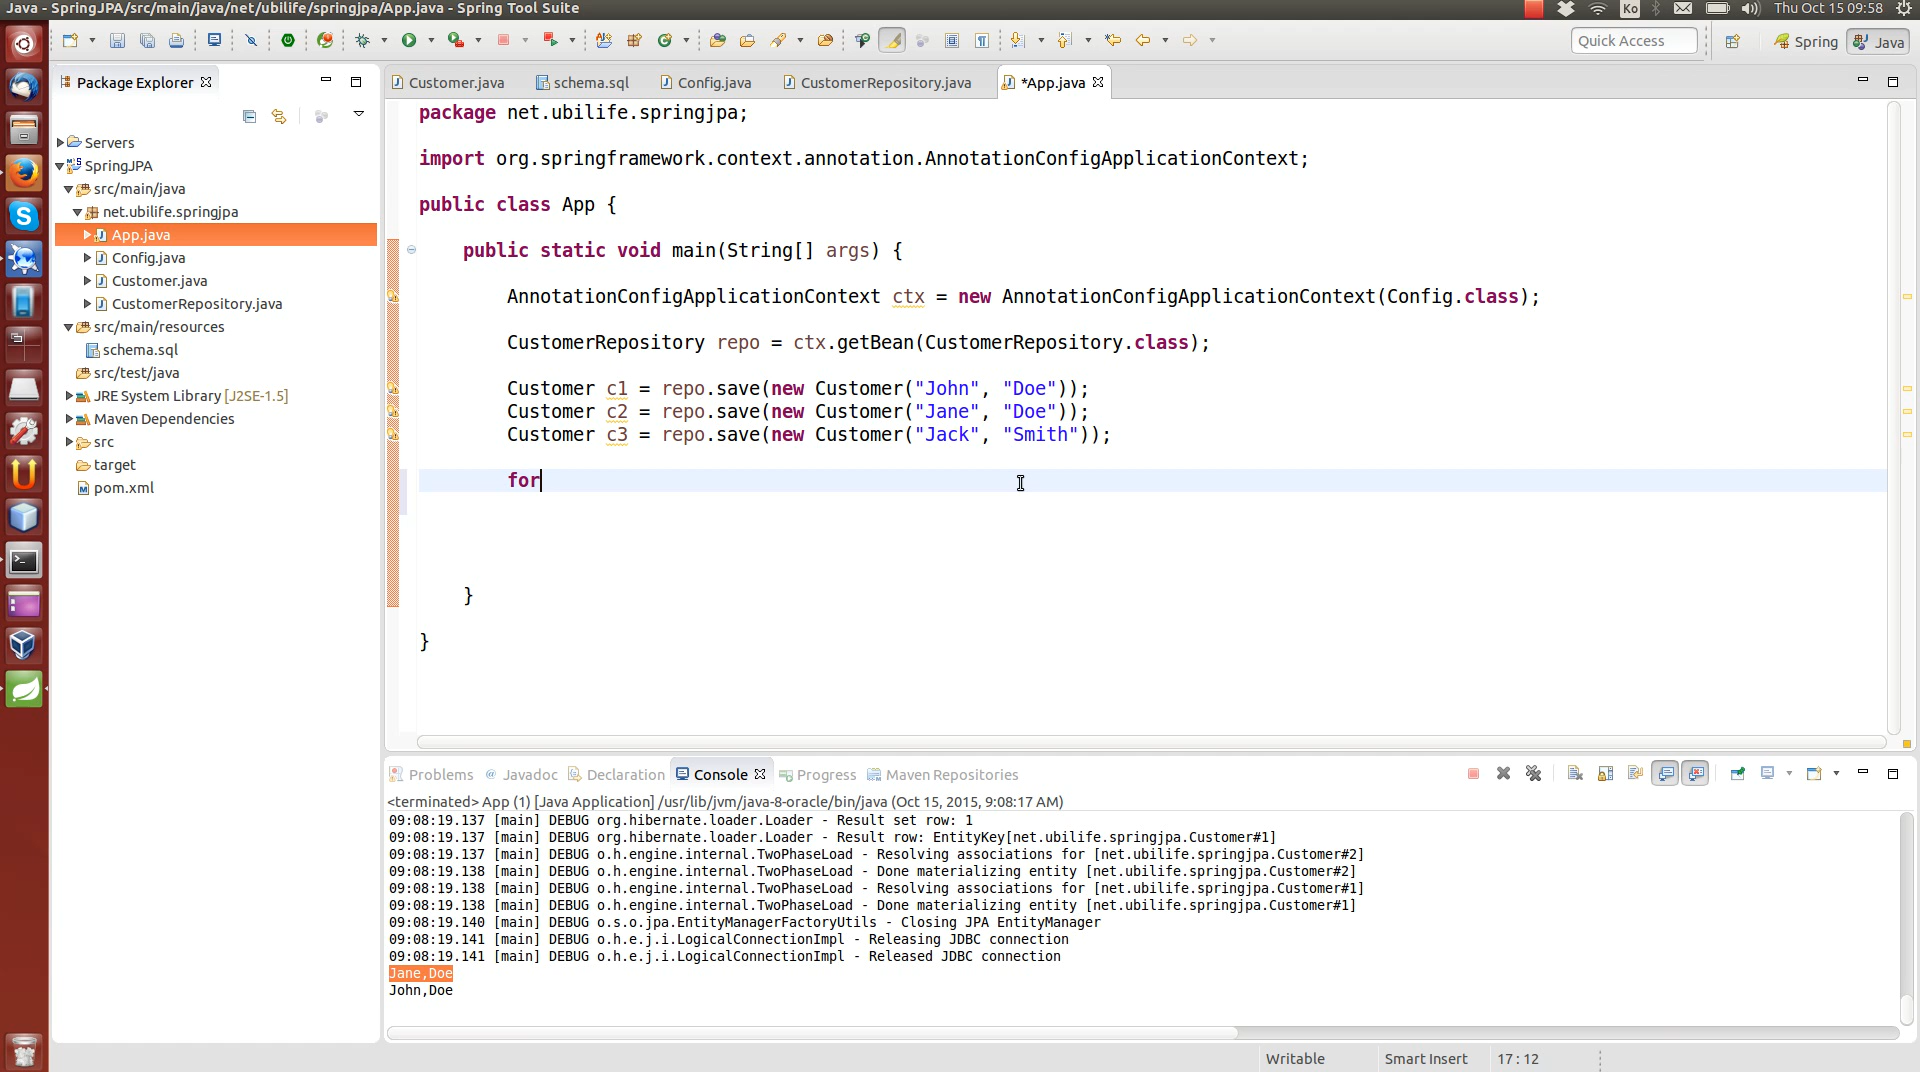 Java - SpringJPA/src/main/java/net/ubilife/springjpa/App.java - Spring Tool Suite
Ko
Thu Oct 15 09:58
Quick Access
Spring
Java
Package Explorer
Customer.java
schema.sql
Config.java
CustomerRepository.java
*App.java
Servers
SpringJPA
src/main/java
net.ubilife.springjpa
App.java
Config.java
Customer.java
CustomerRepository.java
src/main/resources
schema.sql
src/test/java
JRE System Library [J2SE-1.5]
Maven Dependencies
src
target
pom.xml
package net.ubilife.springjpa;
import org.springframework.context.annotation.AnnotationConfigApplicationContext;
public class App {
public static void main(String[] args) {
AnnotationConfigApplicationContext ctx = new AnnotationConfigApplicationContext(Config.class);
CustomerRepository repo = ctx.getBean(CustomerRepository.class);
Customer c1 = repo.save(new Customer("John", "Doe"));
Customer c2 = repo.save(new Customer("Jane", "Doe"));
Customer c3 = repo.save(new Customer("Jack", "Smith"));
for
}
}
Problems
@ Javadoc
Declaration
Console
Progress
Maven Repositories
<terminated> App (1) [Java Application] /usr/lib/jvm/java-8-oracle/bin/java (Oct 15, 2015, 9:08:17 AM)
09:08:19.137 [main] DEBUG org.hibernate.loader.Loader - Result set row: 1
09:08:19.137 [main] DEBUG org.hibernate.loader.Loader - Result row: EntityKey[net.ubilife.springjpa.Customer#1]
09:08:19.137 [main] DEBUG o.h.engine.internal.TwoPhaseLoad - Resolving associations for [net.ubilife.springjpa.Customer#2]
09:08:19.138 [main] DEBUG o.h.engine.internal.TwoPhaseLoad - Done materializing entity [net.ubilife.springjpa.Customer#2]
09:08:19.138 [main] DEBUG o.h.engine.internal.TwoPhaseLoad - Resolving associations for [net.ubilife.springjpa.Customer#1]
09:08:19.138 [main] DEBUG o.h.engine.internal.TwoPhaseLoad - Done materializing entity [net.ubilife.springjpa.Customer#1]
09:08:19.140 [main] DEBUG o.s.o.jpa.EntityManagerFactoryUtils - Closing JPA EntityManager
09:08:19.141 [main] DEBUG o.h.e.j.i.LogicalConnectionImpl - Releasing JDBC connection
09:08:19.141 [main] DEBUG o.h.e.j.i.LogicalConnectionImpl - Released JDBC connection
Jane,Doe
John,Doe
Writable
Smart Insert
17 : 12